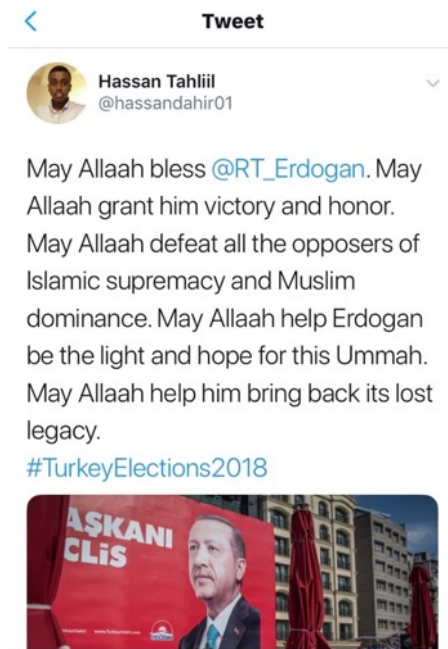 Tweet
Hassan Tahliil
@hassandahir01
May Allaah bless @RT_Erdogan. May
Allaah grant him victory and honor.
May Allaah defeat all the opposers of
Islamic supremacy and Muslim
dominance. May Allaah help Erdogan
be the light and hope for this Ummah.
May Allaah help him bring back its lost
legacy.
#TurkeyElections2018
AŞKANI
CLİS